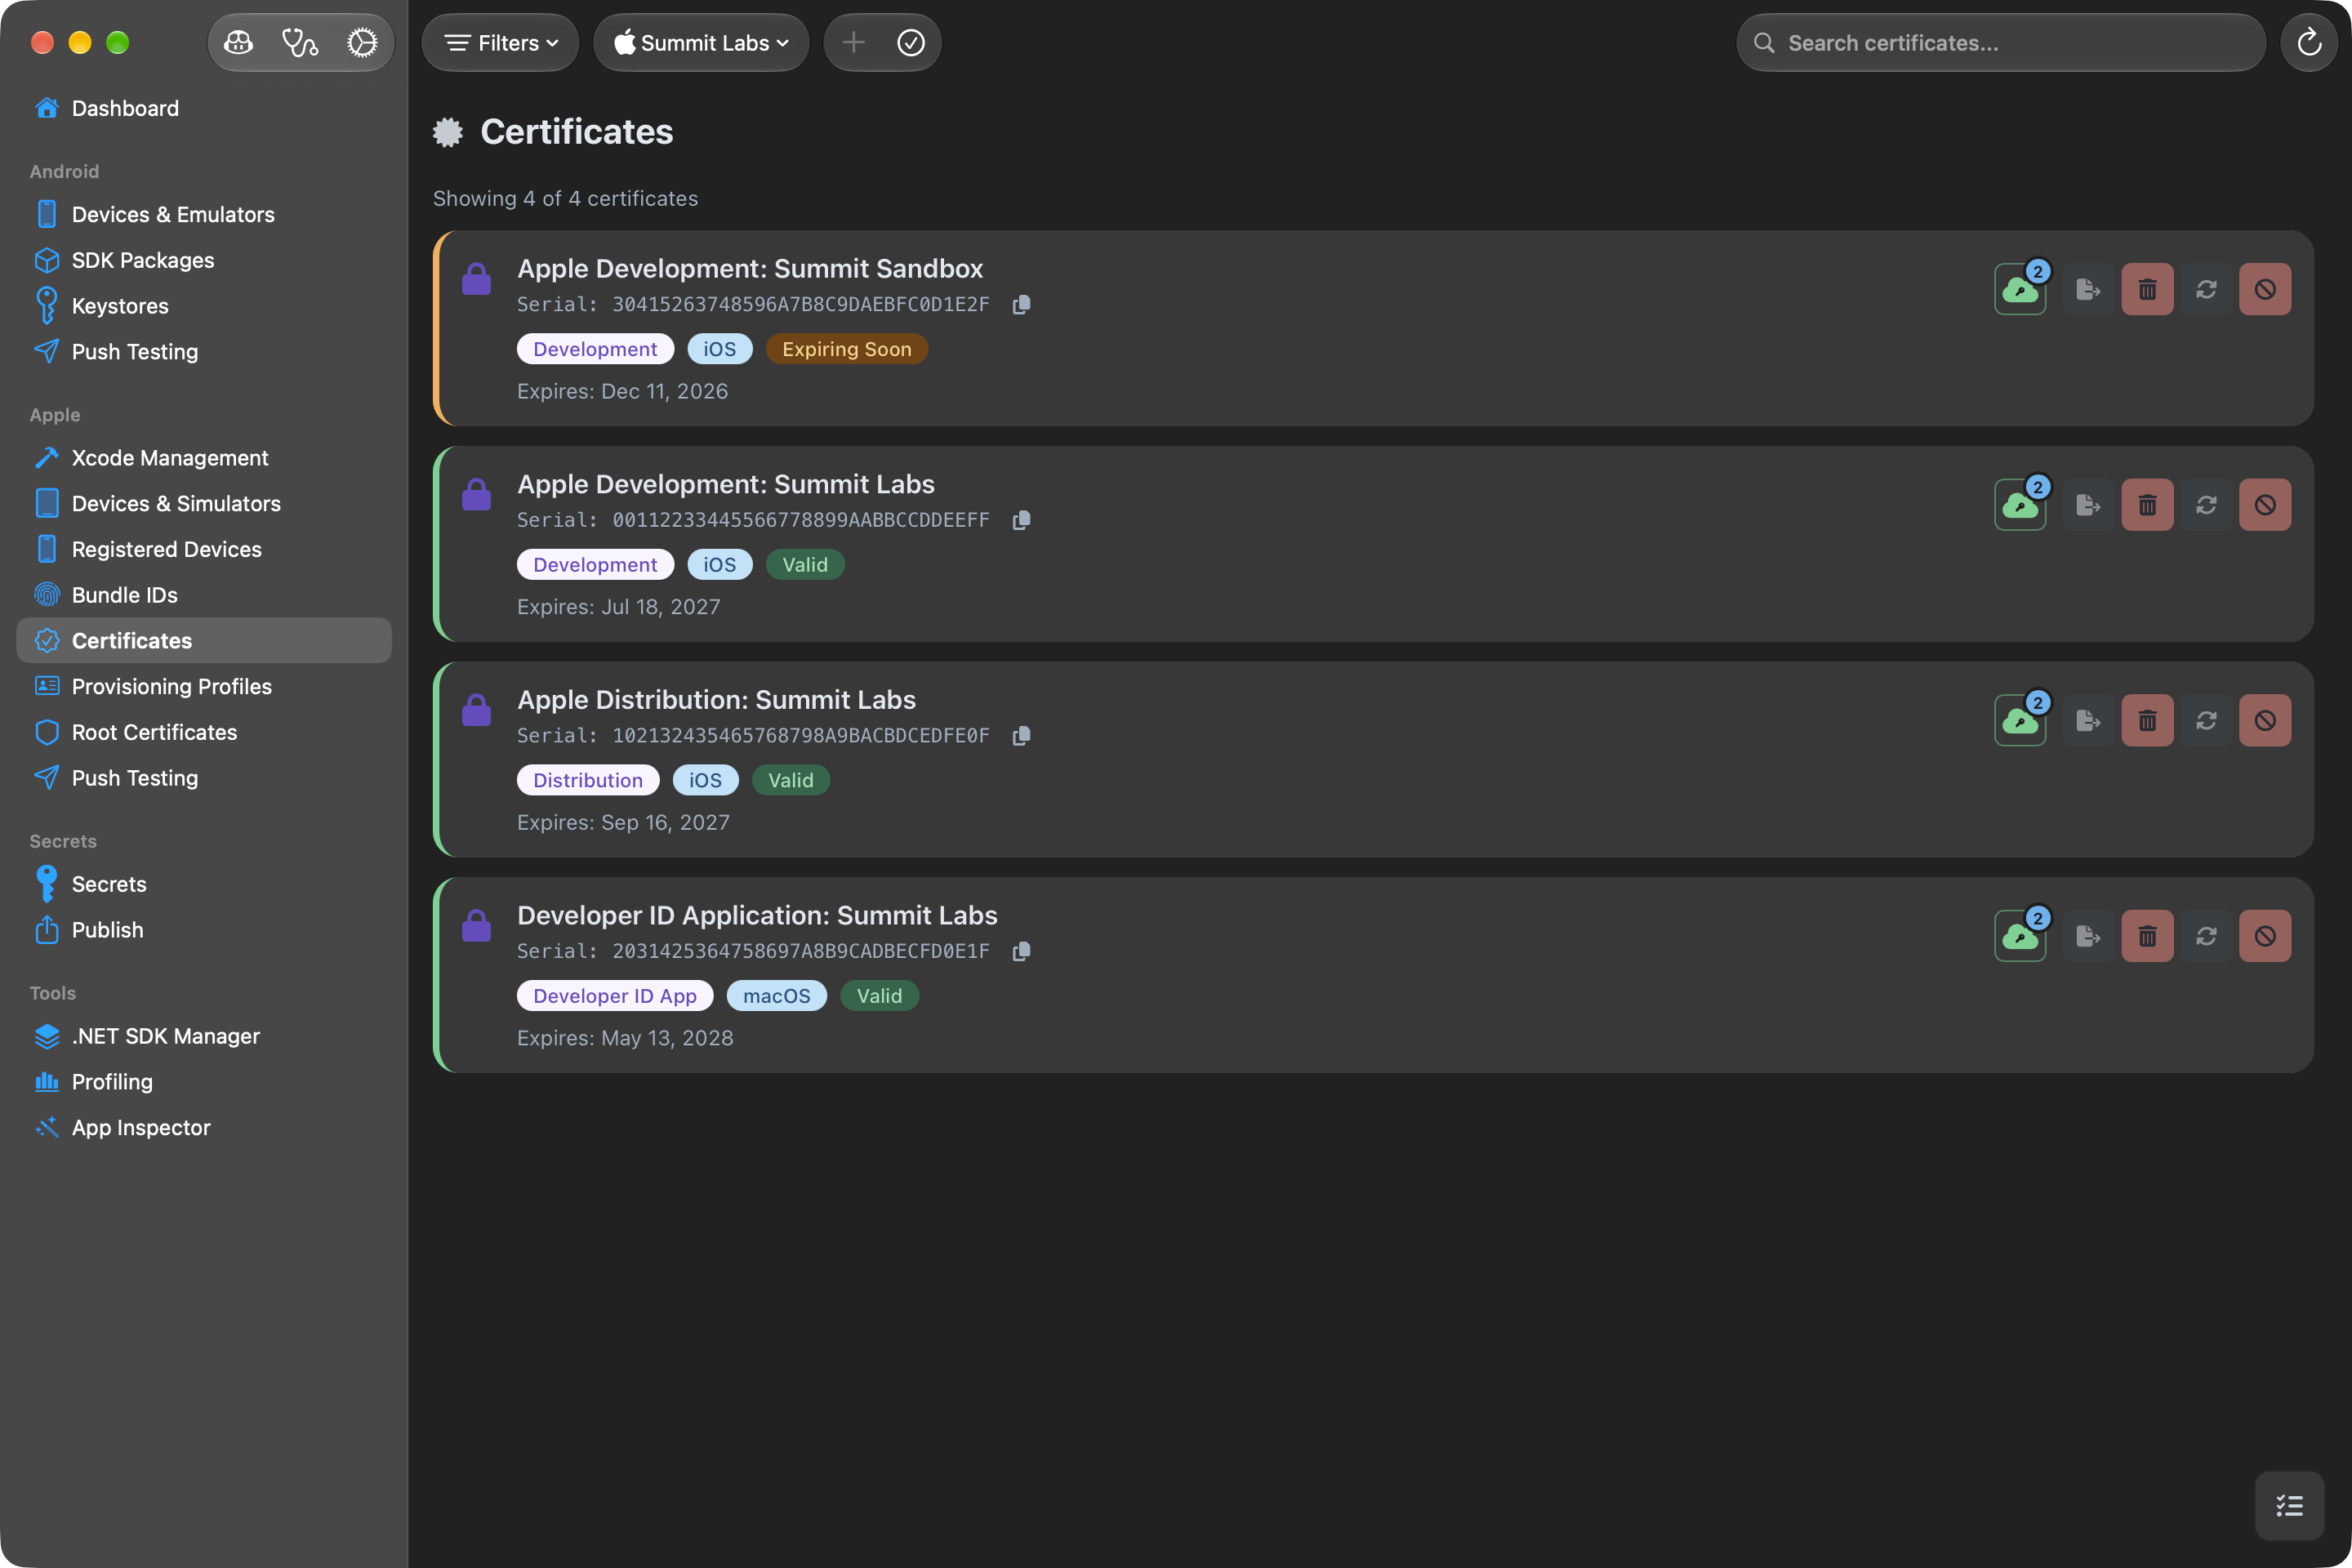 Filters
Summit Labs
Search certificates...
Dashboard
Android
Devices & Emulators
SDK Packages
Keystores
Push Testing
Apple
Xcode Management
Devices & Simulators
Registered Devices
Bundle IDs
Certificates
Provisioning Profiles
Root Certificates
Push Testing
Secrets
Secrets
Publish
Tools
.NET SDK Manager
Profiling
App Inspector
Certificates
Showing 4 of 4 certificates
Apple Development: Summit Sandbox
2
Serial: 30415263748596A7B8C9DAEBFC0D1E2F
Development iOS Expiring Soon
Expires: Dec 11, 2026
Apple Development: Summit Labs
2
Serial: 00112233445566778899AABBCCDDEEFF
Development iOS Valid
Expires: Jul 18, 2027
Apple Distribution: Summit Labs
2
Serial: 102132435465768798A9BACBDCEDFE0F
Distribution iOS Valid
Expires: Sep 16, 2027
Developer ID Application: Summit Labs
2
Serial: 2031425364758697A8B9CADBECFD0E1F
Developer ID App macOS Valid
Expires: May 13, 2028